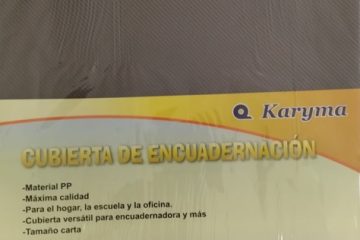 Karyma
CUBIERTA DE ENCUADERNACIÓN
-Material PP
-Máxima calidad
-Para el hogar, la escuela y la oficina.
-Cubierta versátil para encuadernadora y más
-Tamaño carta